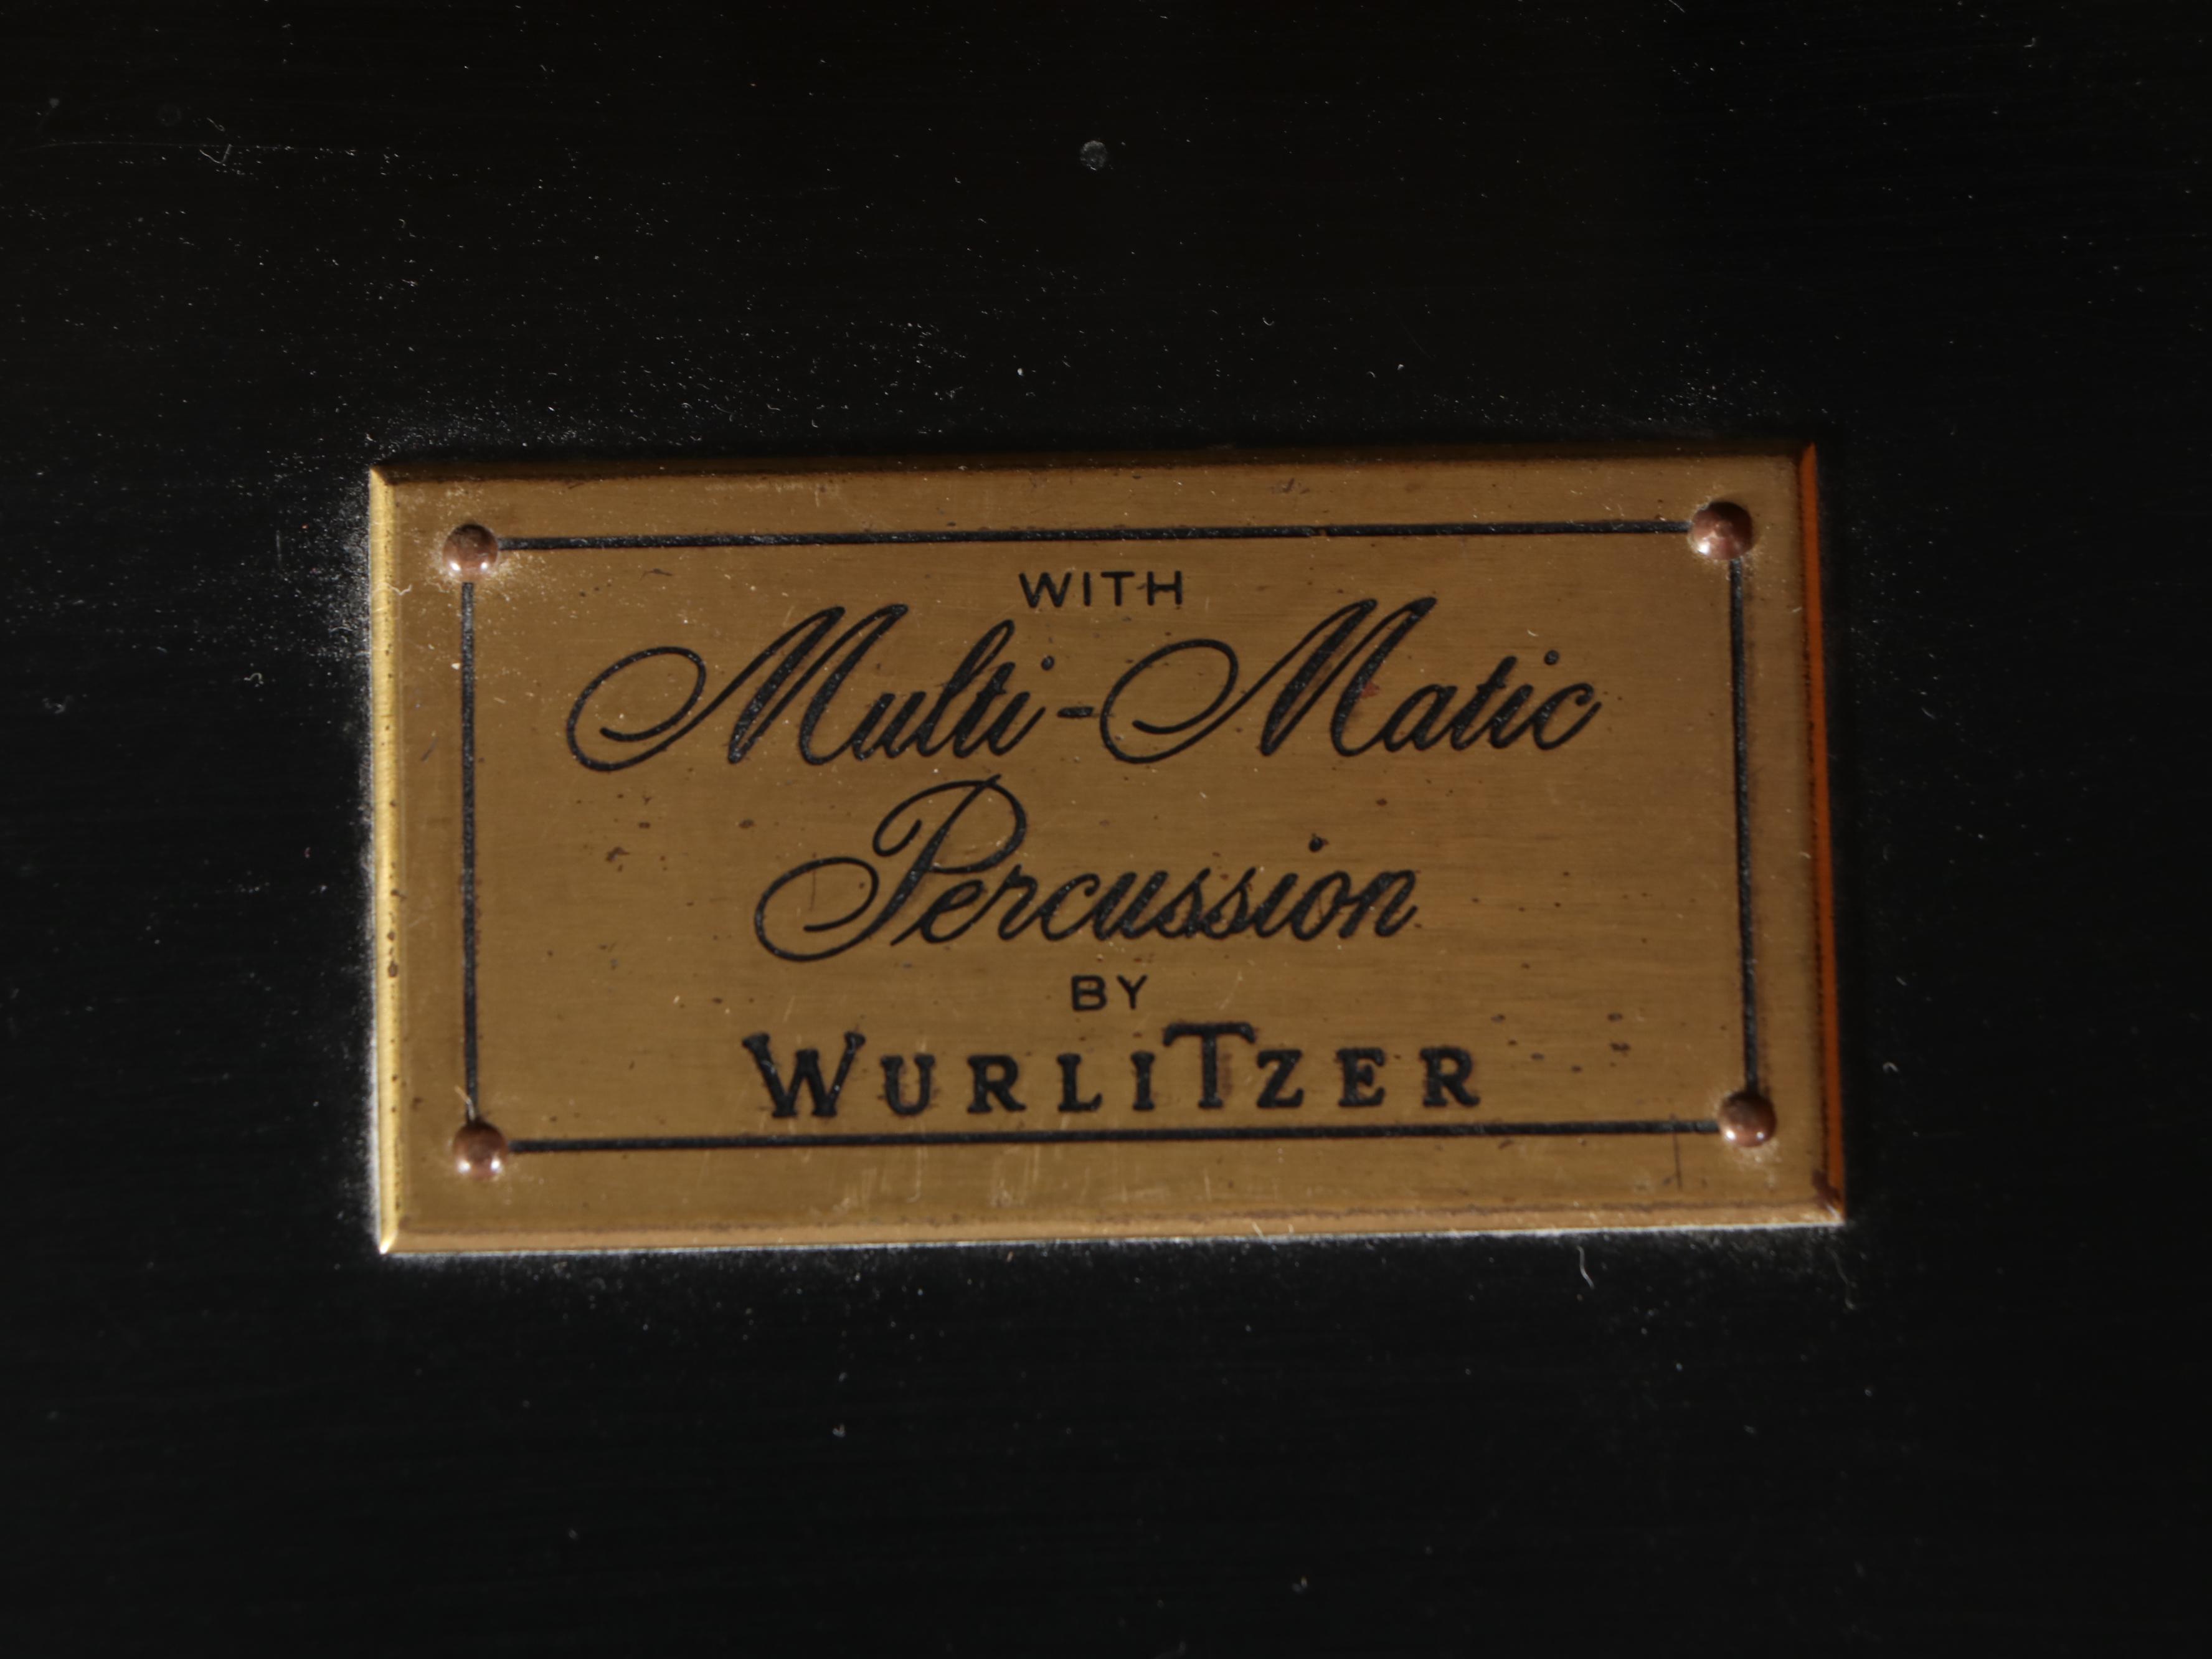 WITH
Multi-Matic
Percussion
BY
WURLITZER